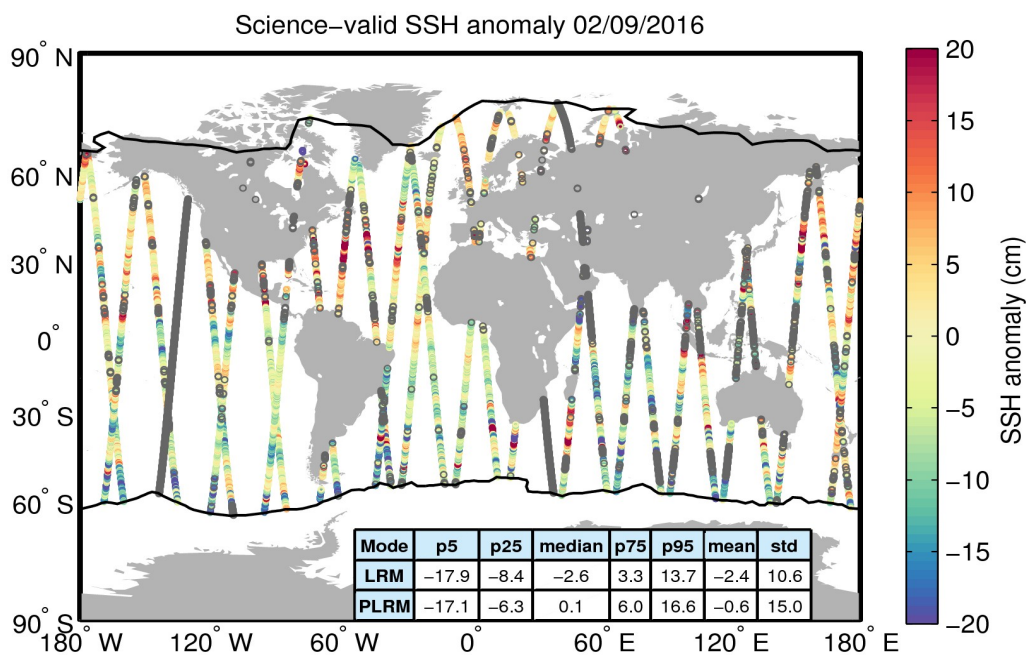 Science−valid SSH anomaly 02/09/2016
90° N
60° N
30° N
0°
30° S
60° S
90° S
180° W
120° W
60° W
0°
60° E
120° E
180° E
Mode p5 p25 median p75 p95 mean std
LRM −17.9 −8.4 −2.6 3.3 13.7 −2.4 10.6
PLRM −17.1 −6.3 0.1 6.0 16.6 −0.6 15.0
20
15
10
5
0
−5
−10
−15
−20
SSH anomaly (cm)